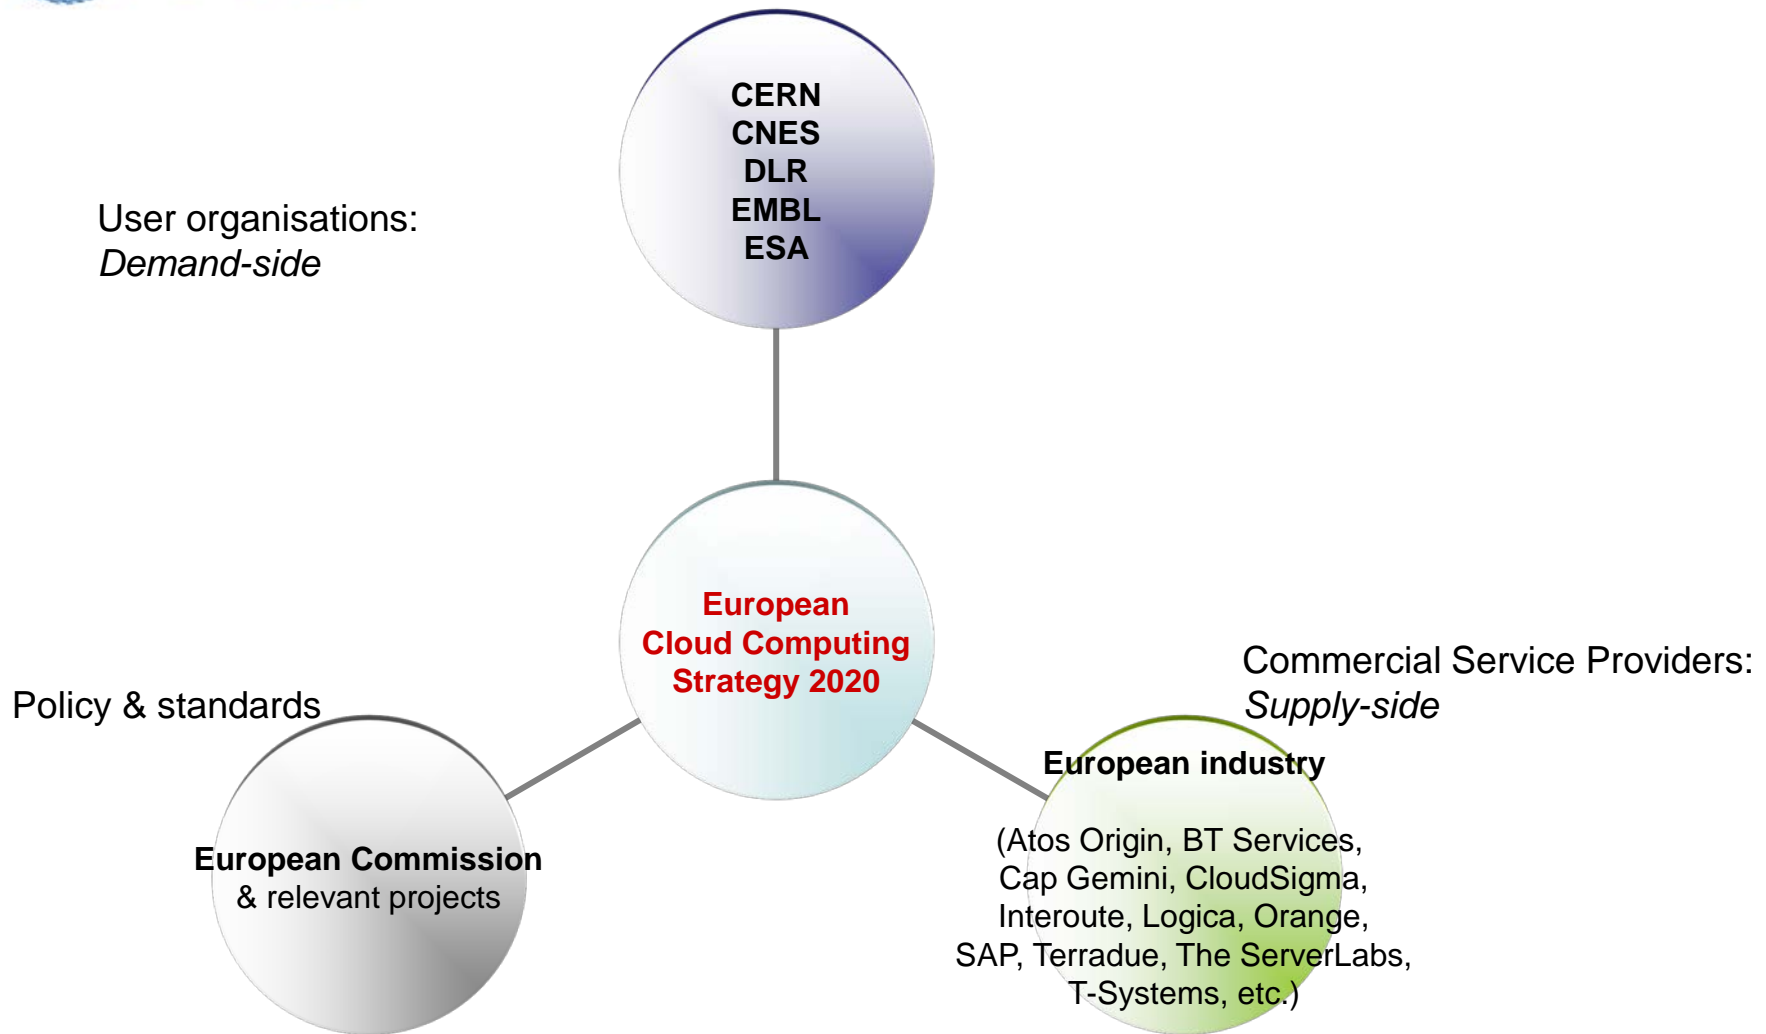 CERN
CNES
DLR
EMBL
ESA
User organisations:
Demand-side
European
Cloud Computing
Strategy 2020
Commercial Service Providers:
Supply-side
Policy & standards
European industry
(Atos Origin, BT Services,
Cap Gemini, CloudSigma,
Interoute, Logica, Orange,
SAP, Terradue, The ServerLabs,
T-Systems, etc.)
European Commission
& relevant projects